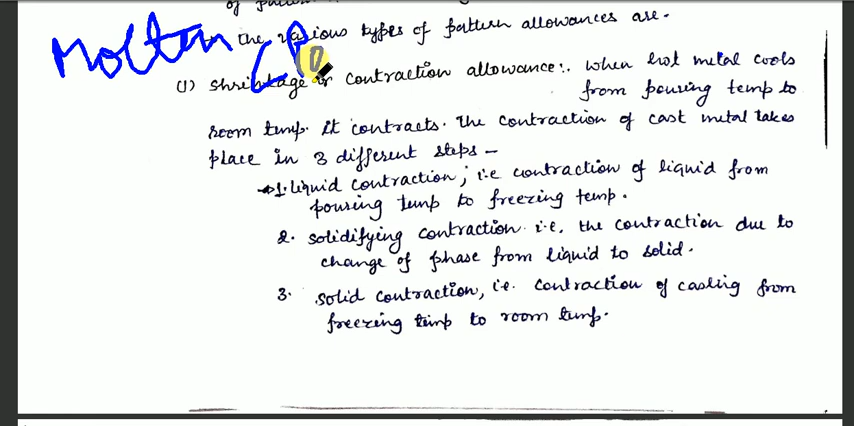 of
the various types of pattern allowances are.
Molten
(1) shrinkage or contraction allowance:. when hot metal cools
from pouring temp to
room temp. it contracts. The contraction of cast metal takes
place in 3 different steps –
→1. liquid contraction; i.e contraction of liquid from
pouring temp to freezing temp.
2. solidifying contraction i.e. the contraction due to
change of phase from liquid to solid.
3. solid contraction, i.e. contraction of casting from
freezing temp to room temp.